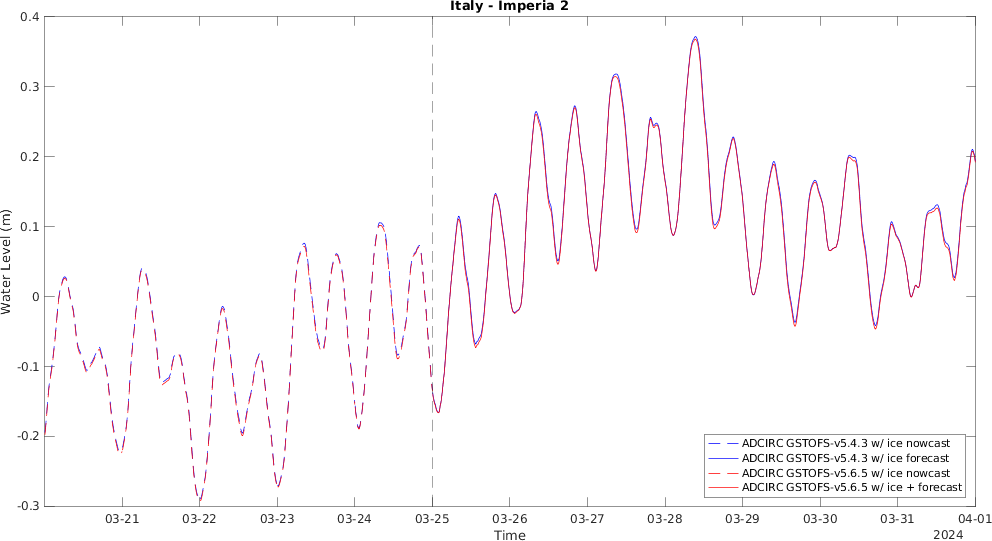 Italy - Imperia 2
Water Level (m)
0.4
0.3
0.2
0.1
0
-0.1
-0.2
-0.3
03-21 03-22 03-23 03-24 03-25 03-26 03-27 03-28 03-29 03-30 03-31 04-01
Time
2024
ADCIRC GSTOFS-v5.4.3 w/ ice nowcast
ADCIRC GSTOFS-v5.4.3 w/ ice forecast
ADCIRC GSTOFS-v5.6.5 w/ ice nowcast
ADCIRC GSTOFS-v5.6.5 w/ ice + forecast